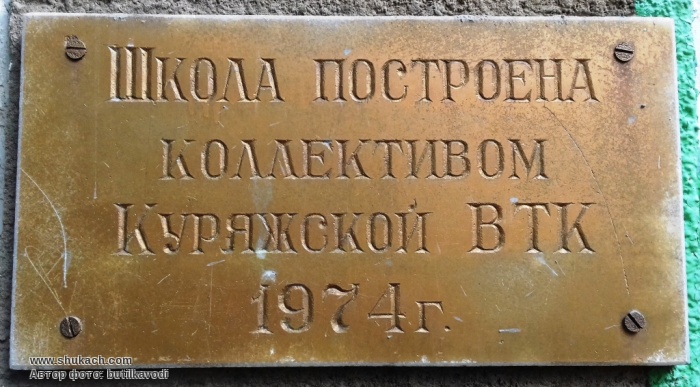 Школа построена
коллективом
Куряжской ВТК
1974г.
www.shukach.com
Автор фото: butilkavodi